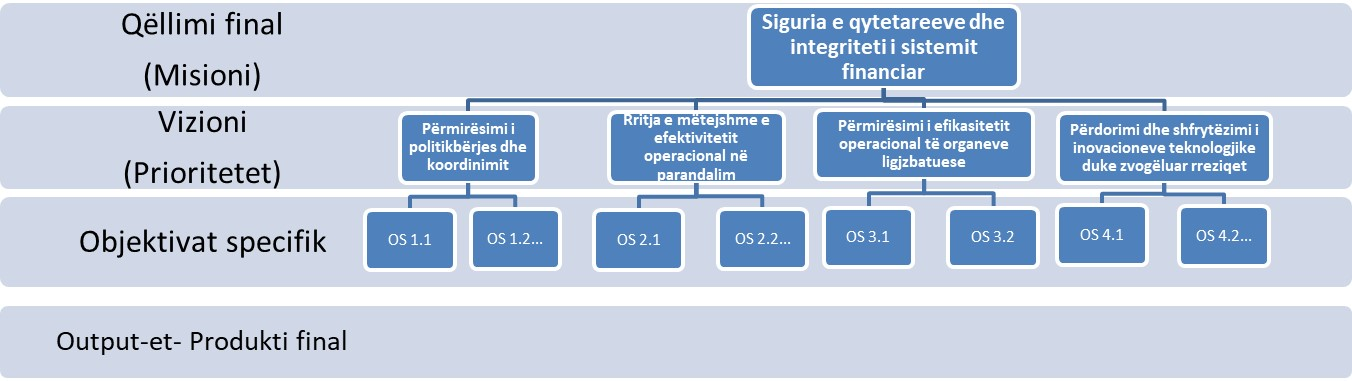 Qëllimi final
(Misioni)
Siguria e qytetareeve dhe
integriteti i sistemit
financiar
Vizioni
(Prioritetet)
Përmirësimi i
politikbërjes dhe
koordinimit
Rritja e mëtejshme e
efektivitetit
operacional në
parandalim
Përmirësimi i efikasitetit
operacional të organeve
ligjzbatuese
Përdorimi dhe shfrytëzimi i
inovacioneve teknologjike
duke zvogëluar rreziqet
Objektivat specifik
OS 1.1
OS 1.2...
OS 2.1
OS 2.2...
OS 3.1
OS 3.2
OS 4.1
OS 4.2...
Output-et- Produkti final